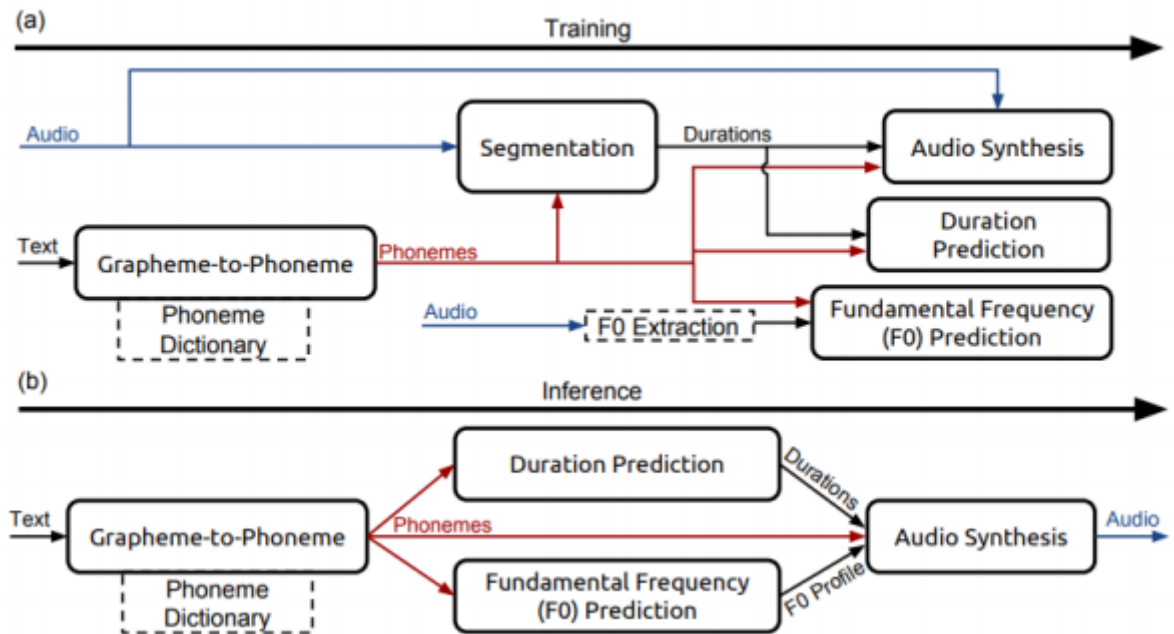 (a)
Training
Audio
Segmentation
Durations
Audio Synthesis
Text
Grapheme-to-Phoneme
Phonemes
Duration
Prediction
Phoneme
Dictionary
Audio
F0 Extraction
Fundamental Frequency
(F0) Prediction
(b)
Inference
Text
Grapheme-to-Phoneme
Phoneme
Dictionary
Duration Prediction
Phonemes
Fundamental Frequency
(F0) Prediction
Durations
F0 Profile
Audio Synthesis
Audio